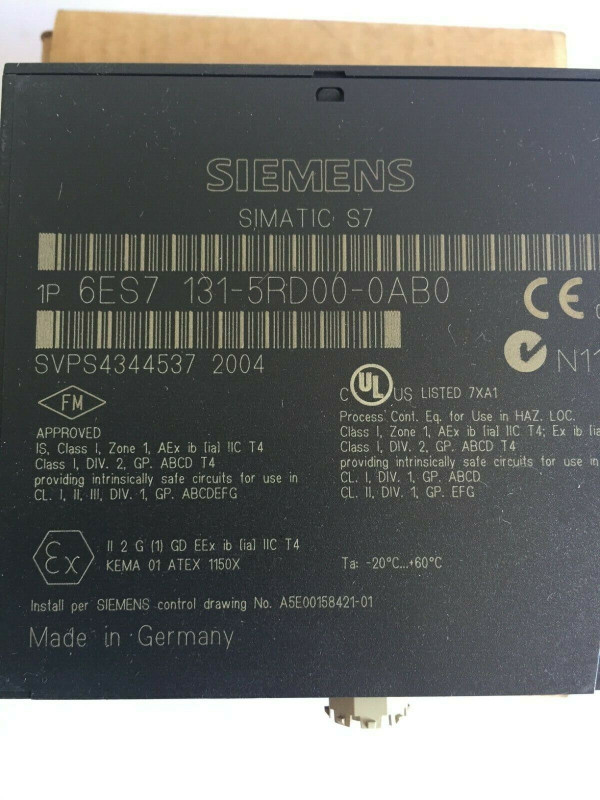 SIEMENS
SIMATIC S7
1P 6ES7 131-5RD00-0AB0
CE
SVPS4344537 2004
N11
FM
C UL US LISTED 7XA1
APPROVED
IS, Class I, Zone 1, AEx ib [ia] IIC T4
Class I, DIV. 2, GP. ABCD T4
providing intrinsically safe circuits for use in
CL. I, II, III, DIV. 1, GP. ABCDEFG
Process Cont. Eq. for Use in HAZ. LOC.
Class I, Zone 1, AEx ib [ia] IIC T4; Ex ib [ia
Class I, DIV. 2, GP. ABCD T4
providing intrinsically safe circuits for use in
CL. I, DIV. 1, GP. ABCD
CL. II, DIV. 1, GP. EFG
Ex
II 2 G (1) GD EEx ib [ia] IIC T4
KEMA 01 ATEX 1150X
Ta: -20°C...+60°C
Install per SIEMENS control drawing No. A5E00158421-01
Made in Germany